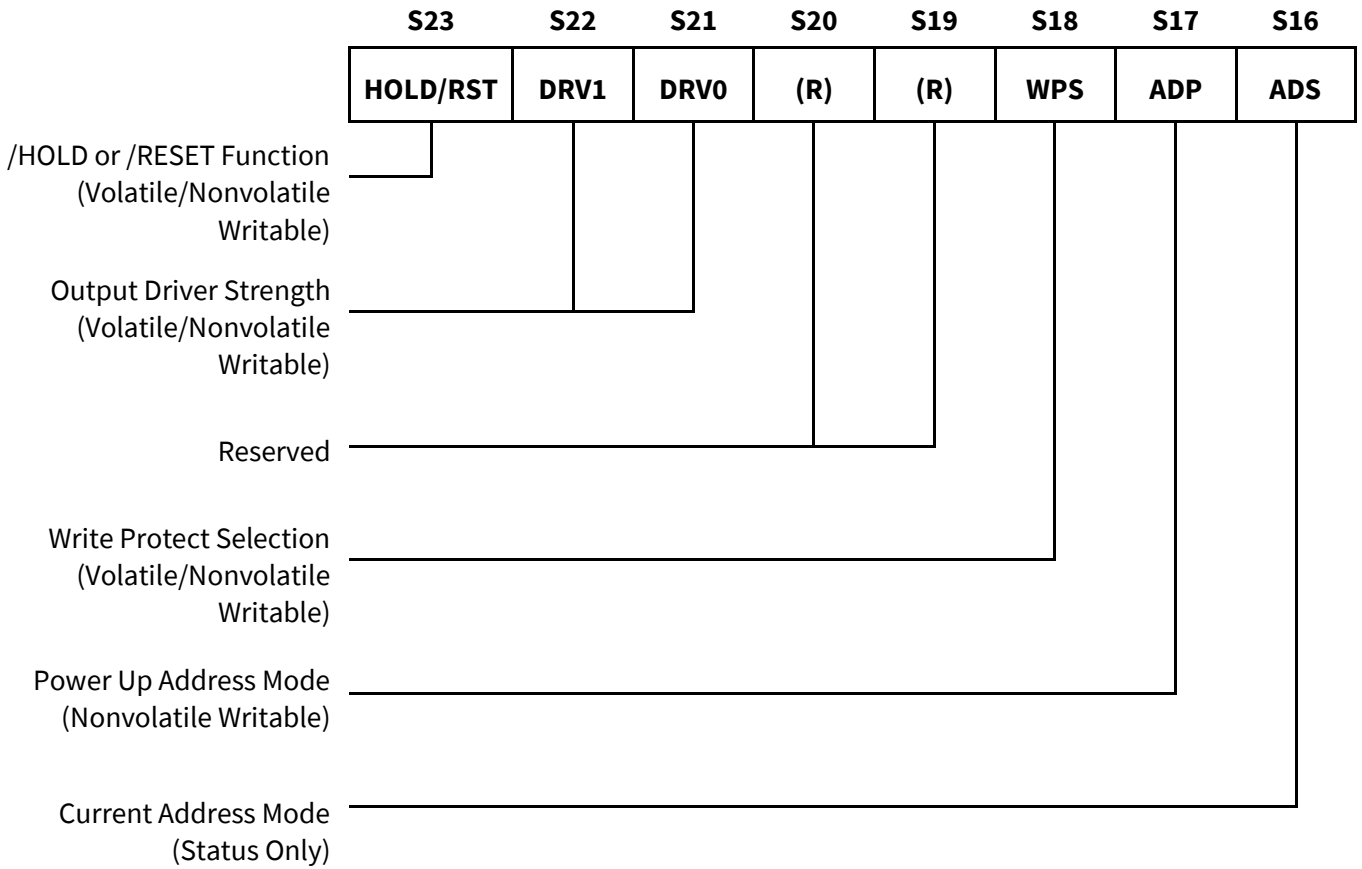 S23 S22 S21 S20 S19 S18 S17 S16
HOLD/RST DRV1 DRV0 (R) (R) WPS ADP ADS
/HOLD or /RESET Function
(Volatile/Nonvolatile
Writable)
Output Driver Strength
(Volatile/Nonvolatile
Writable)
Reserved
Write Protect Selection
(Volatile/Nonvolatile
Writable)
Power Up Address Mode
(Nonvolatile Writable)
Current Address Mode
(Status Only)